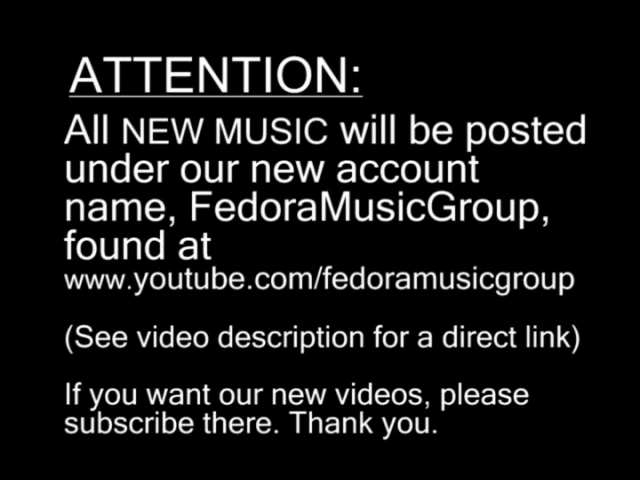 ATTENTION:
All NEW MUSIC will be posted
under our new account
name, FedoraMusicGroup,
found at
www.youtube.com/fedoramusicgroup
(See video description for a direct link)
If you want our new videos, please
subscribe there. Thank you.